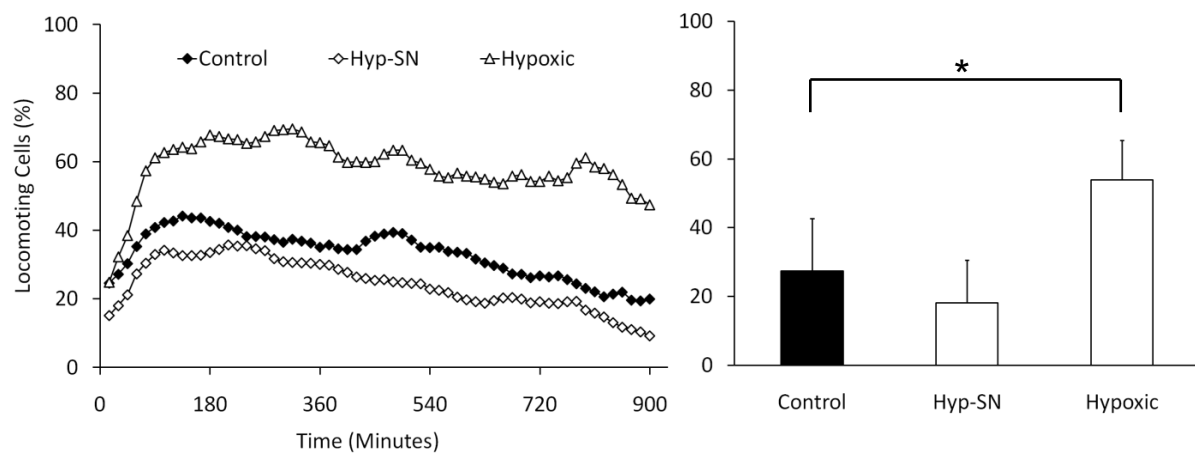 100
80
60
40
20
0
Locomoting Cells (%)
Control Hyp-SN Hypoxic
0 180 360 540 720 900
Time (Minutes)
100
80
60
40
20
0
*
Control Hyp-SN Hypoxic